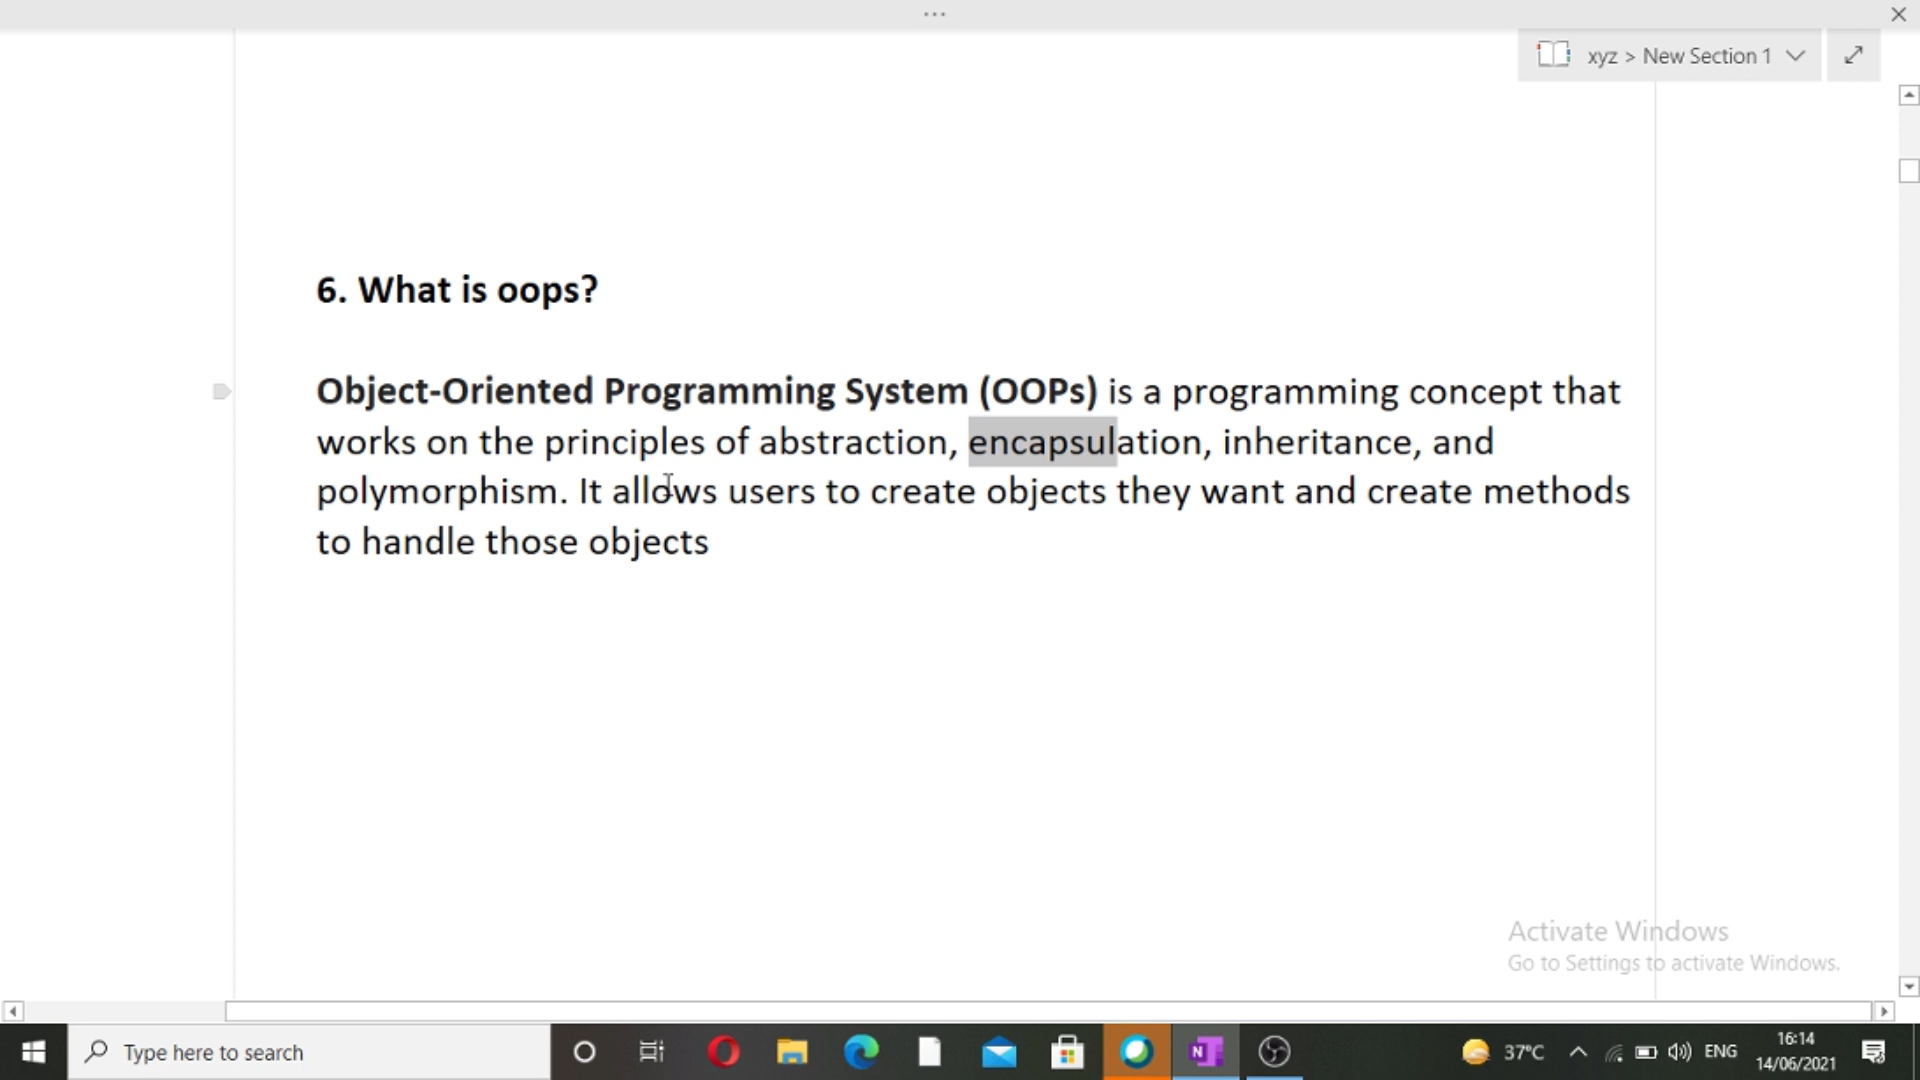 xyz > New Section 1
6. What is oops?
Object-Oriented Programming System (OOPs) is a programming concept that
works on the principles of abstraction, encapsulation, inheritance, and
polymorphism. It allows users to create objects they want and create methods
to handle those objects
Activate Windows
Go to Settings to activate Windows.
Type here to search
N
37°C
ENG
16:14
14/06/2021